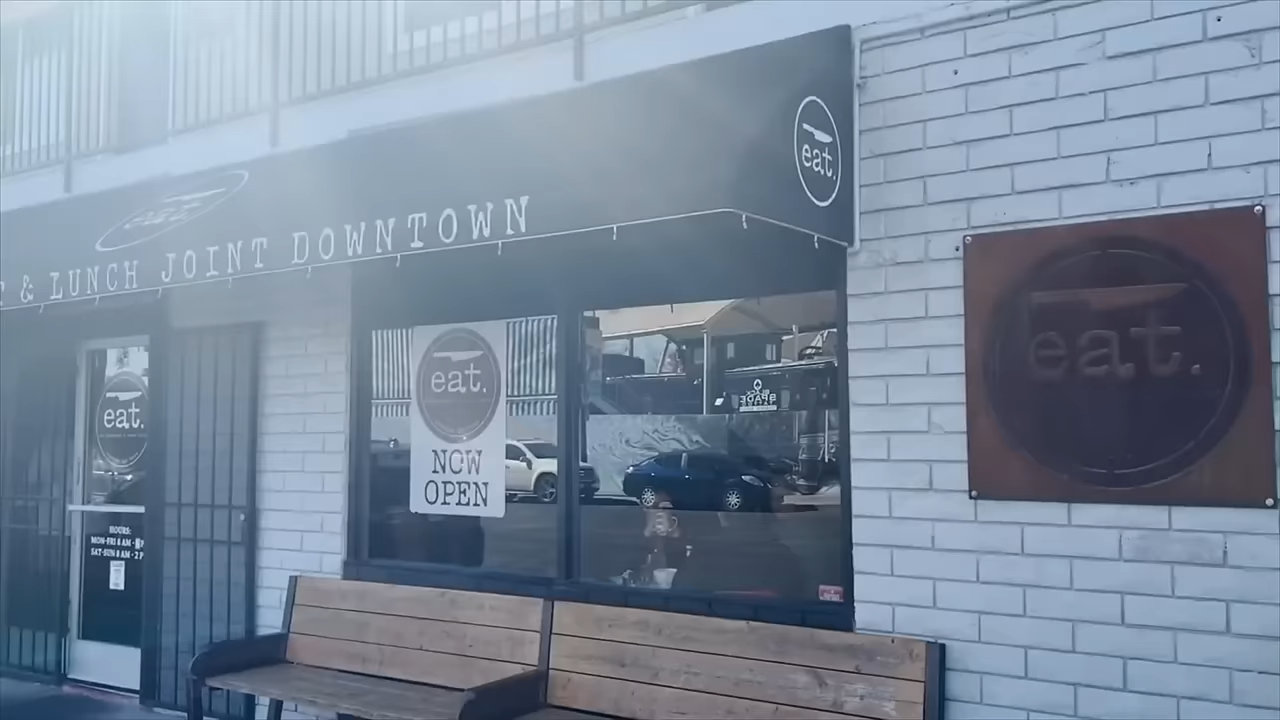 eat.
& LUNCH JOINT DOWNTOWN
eat.
eat.
eat.
NOW
OPEN
eat.
HOURS:
MON-FRI 8 AM -
SAT-SUN 8 AM - 2 P